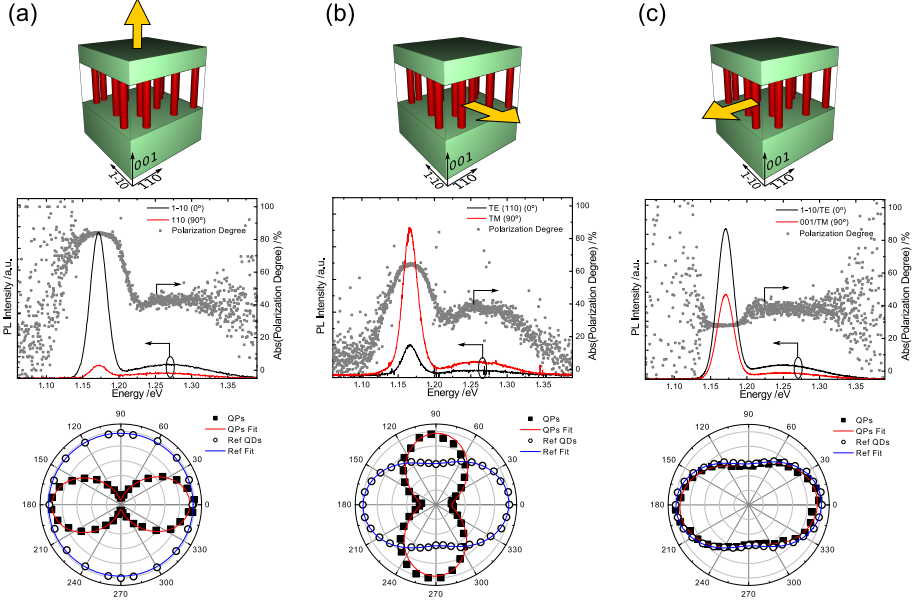 (a)
(b)
(c)
001
1-10
110
001
1-10
110
001
1-10
110
1-10 (0º)
110 (90º)
Polarization Degree
PL Intensity /a.u.
100
80
60
40
20
0
Abs(Polarization Degree) /%
1.10 1.15 1.20 1.25 1.30 1.35
Energy /eV
TE (110) (0º)
TM (90º)
Polarization Degree
PL Intensity /a.u.
100
80
60
40
20
0
Abs(Polarization Degree) /%
1.10 1.15 1.20 1.25 1.30 1.35
Energy /eV
1-10/TE (0º)
001/TM (90º)
Polarization Degree
PL Intensity /a.u.
100
80
60
40
20
0
Abs(Polarization Degree) /%
1.10 1.15 1.20 1.25 1.30 1.35
Energy /eV
90
120 60
150 30
180 0
210 330
240 300
270
QPs
QPs Fit
Ref QDs
Ref Fit
90
120 60
150 30
180 0
210 330
240 300
270
QPs
QPs Fit
Ref QDs
Ref Fit
90
120 60
150 30
180 0
210 330
240 300
270
QPs
QPs Fit
Ref QDs
Ref Fit